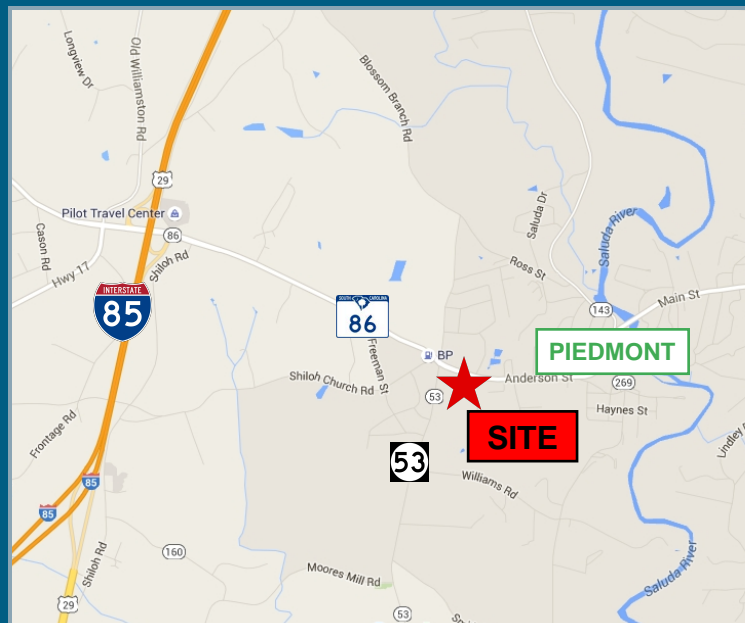 Longview Dr
Old Williamston Rd
Blossom Branch Rd
29
Pilot Travel Center
86
Cason Rd
Hwy 17
Shiloh Rd
Saluda Dr
Saluda River
Ross St
INTERSTATE
85
SOUTH CAROLINA
86
143
Main St
PIEDMONT
BP
Freeman St
Shiloh Church Rd
Anderson St
269
53
Haynes St
SITE
Frontage Rd
53
Williams Rd
85
85
160
Shiloh Rd
Moores Mill Rd
Saluda River
29
53